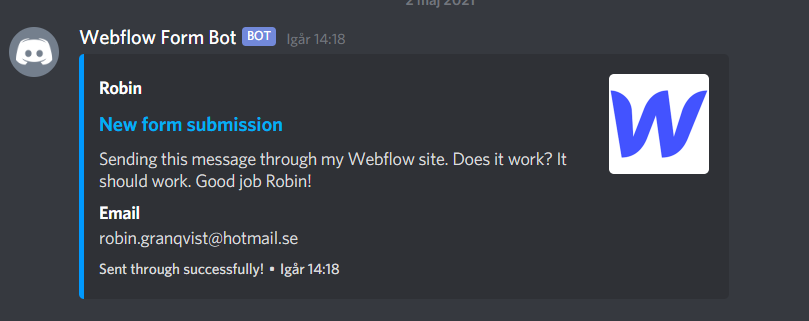 2 maj 2021
Webflow Form Bot BOT Igår 14:18
Robin
New form submission
Sending this message through my Webflow site. Does it work? It
should work. Good job Robin!
Email
robin.granqvist@hotmail.se
Sent through successfully! • Igår 14:18